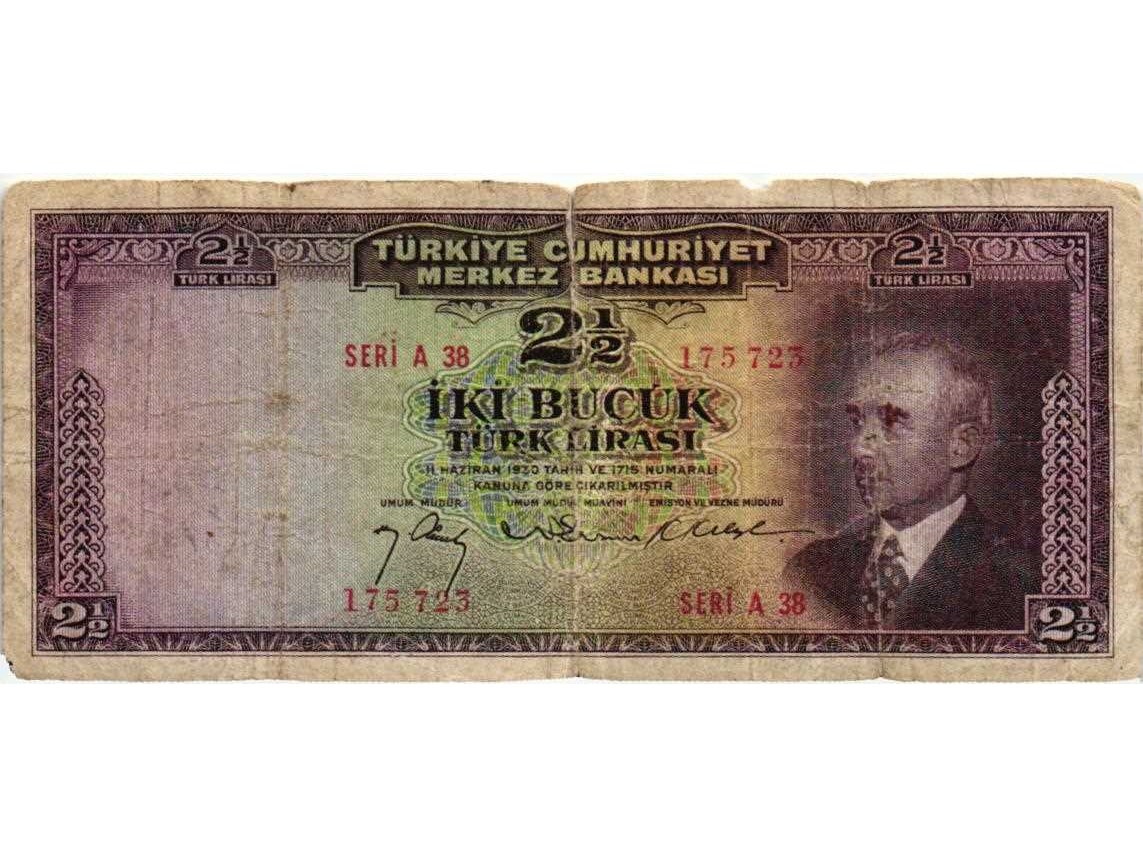 TÜRKİYE CUMHURİYET
MERKEZ BANKASI
2½
TÜRK LİRASI
2½
TÜRK LİRASI
2½
SERİ A 38
175 723
İKİ BUÇUK
TÜRK LİRASI
11 HAZİRAN 1930 TARİH VE 1715 NUMARALI
KANUNA GÖRE ÇIKARILMIŞTIR
UMUM MÜDÜR
UMUM MÜDÜR MUAVİNİ
EMİSYON VE VEZNE MÜDÜRÜ
175 723
SERİ A 38
2½
2½